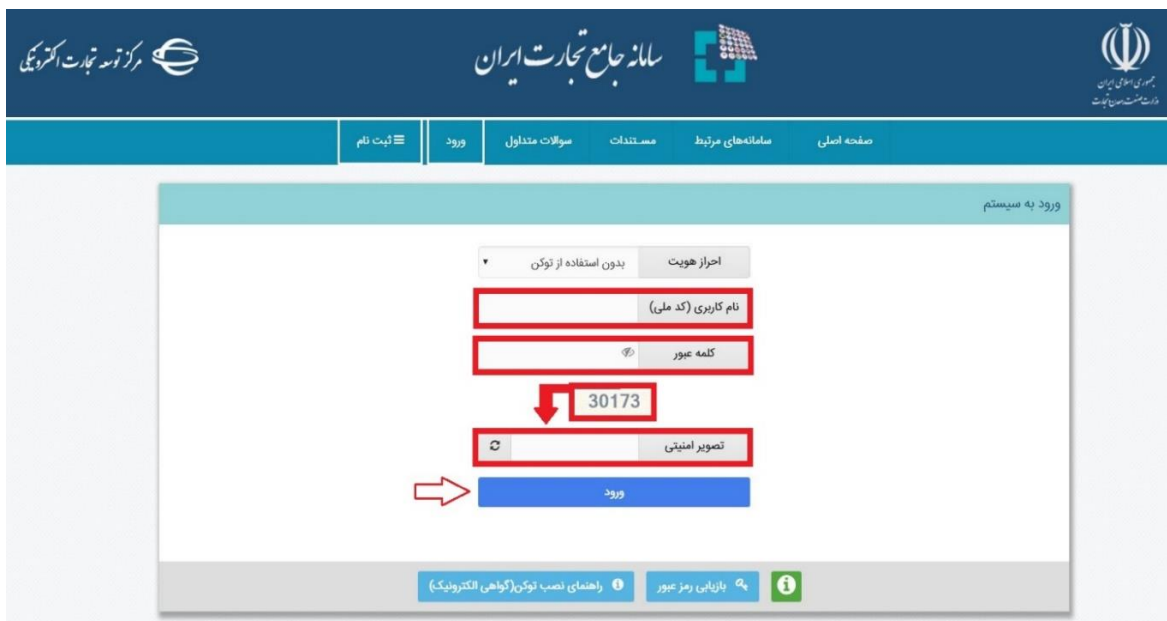 جمهوری اسلامی ایران
وزارت صنعت، معدن و تجارت
سامانه جامع تجارت ایران
مرکز توسعه تجارت الکترونیکی
صفحه اصلی
سامانه‌های مرتبط
مستندات
سوالات متداول
ورود
ثبت نام
ورود به سیستم
احراز هویت
بدون استفاده از توکن
نام کاربری (کد ملی)
کلمه عبور
30173
تصویر امنیتی
ورود
بازیابی رمز عبور
راهنمای نصب توکن(گواهی الکترونیک)